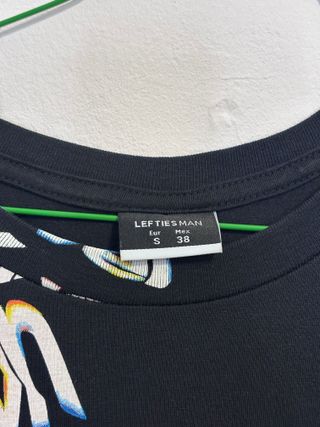 LEFTIES MAN
Eur Mex
S 38